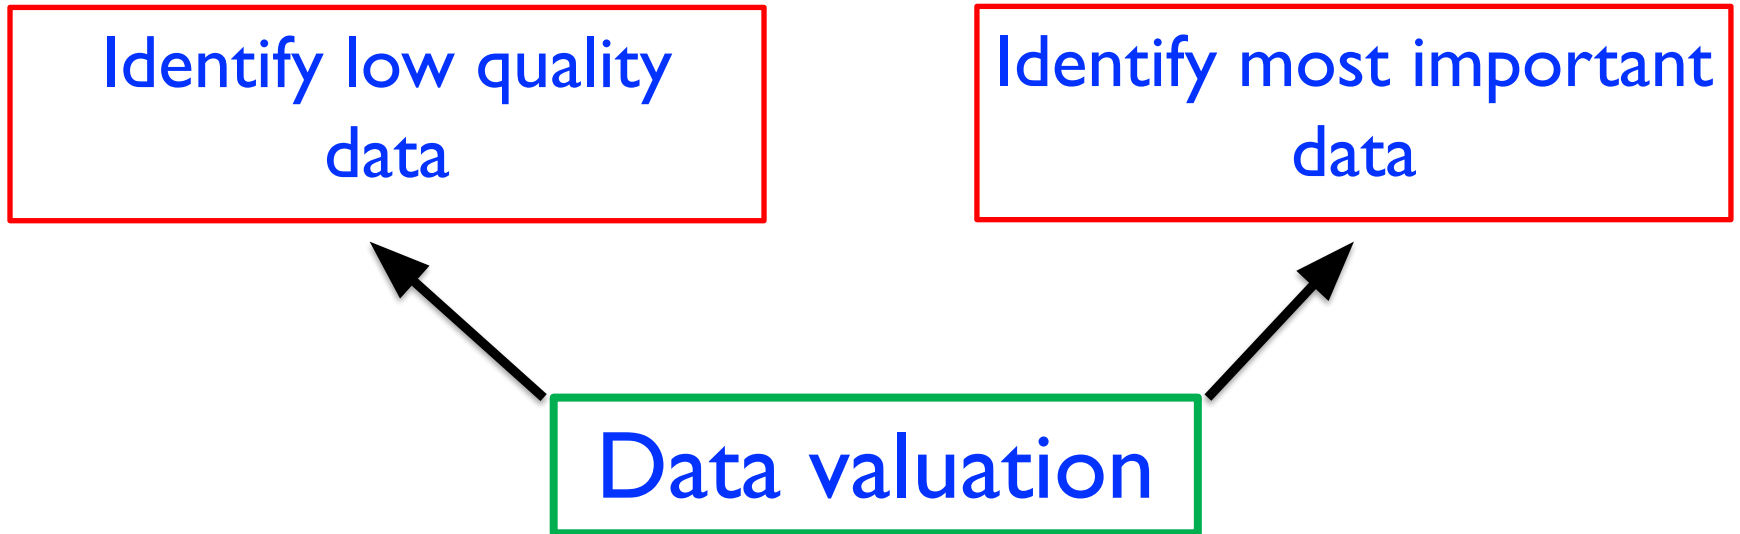 Identify low quality
data
Identify most important
data
Data valuation